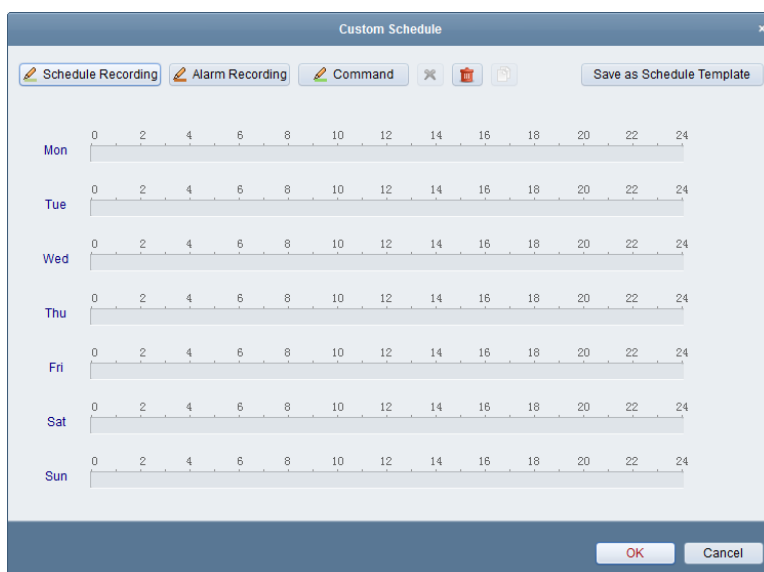 Custom Schedule
Schedule Recording Alarm Recording Command Save as Schedule Template
0 2 4 6 8 10 12 14 16 18 20 22 24
Mon
0 2 4 6 8 10 12 14 16 18 20 22 24
Tue
0 2 4 6 8 10 12 14 16 18 20 22 24
Wed
0 2 4 6 8 10 12 14 16 18 20 22 24
Thu
0 2 4 6 8 10 12 14 16 18 20 22 24
Fri
0 2 4 6 8 10 12 14 16 18 20 22 24
Sat
0 2 4 6 8 10 12 14 16 18 20 22 24
Sun
OK Cancel